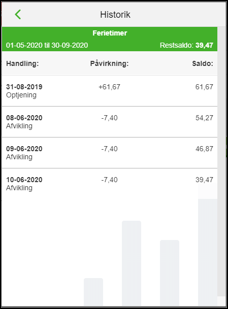 Historik
Ferietimer
01-05-2020 til 30-09-2020 Restsaldo: 39,47
Handling: Påvirkning: Saldo:
31-08-2019 +61,67 61,67
Optjening
08-06-2020 -7,40 54,27
Afvikling
09-06-2020 -7,40 46,87
Afvikling
10-06-2020 -7,40 39,47
Afvikling